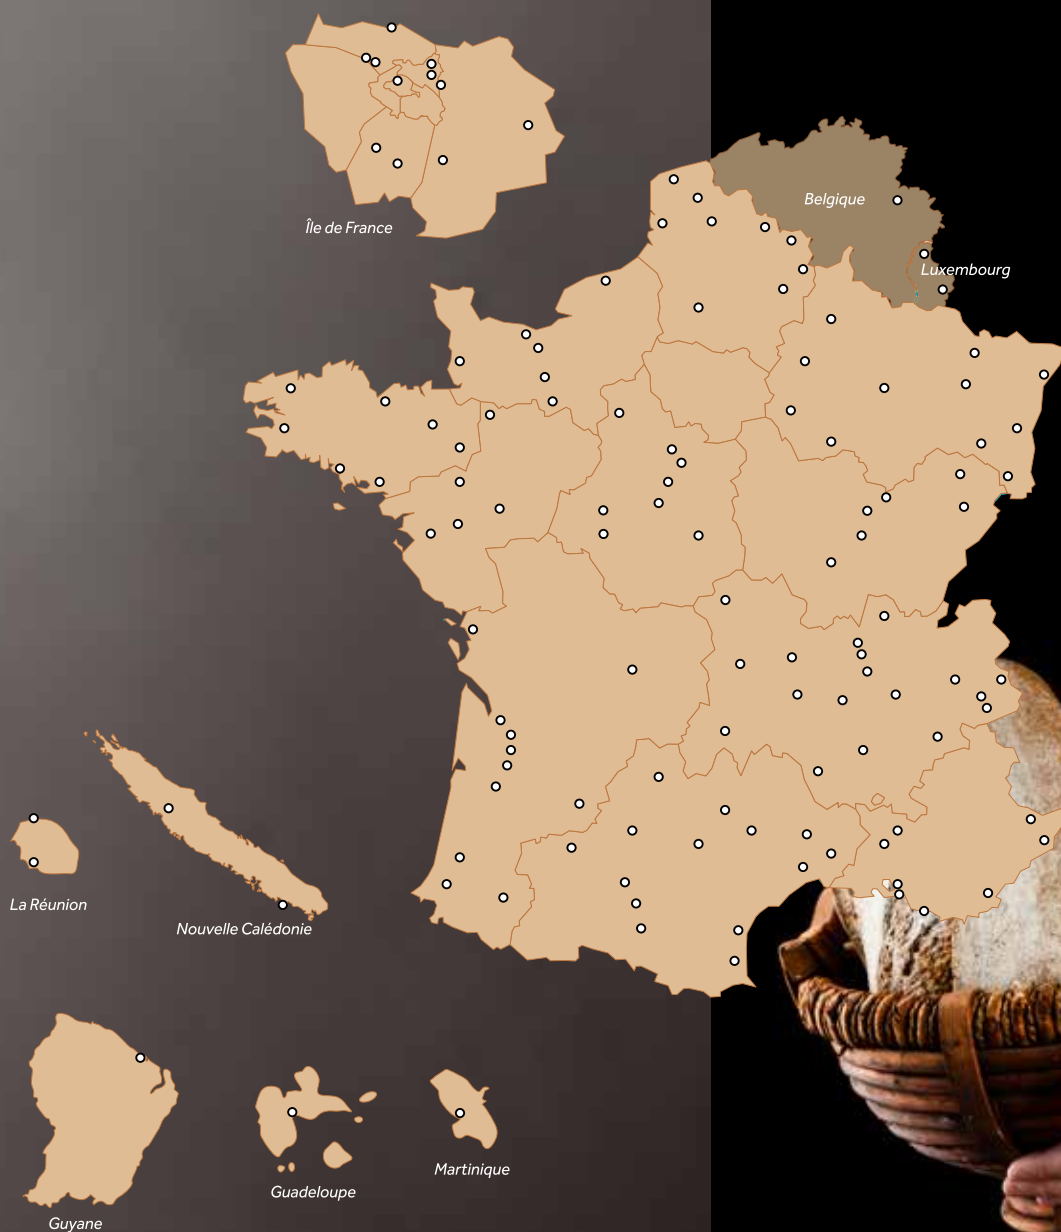 Île de France
Belgique
Luxembourg
La Réunion
Nouvelle Calédonie
Guyane
Guadeloupe
Martinique